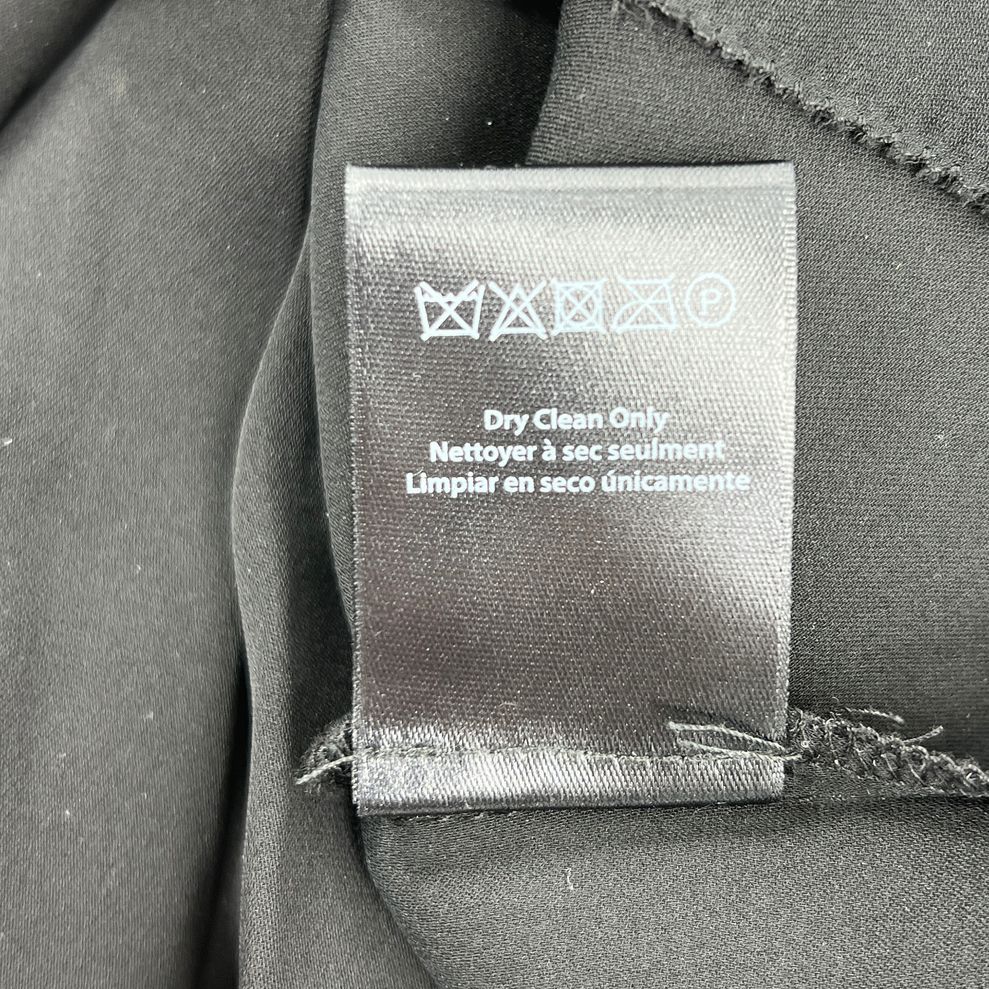 P
Dry Clean Only
Nettoyer à sec seulment
Limpiar en seco únicamente